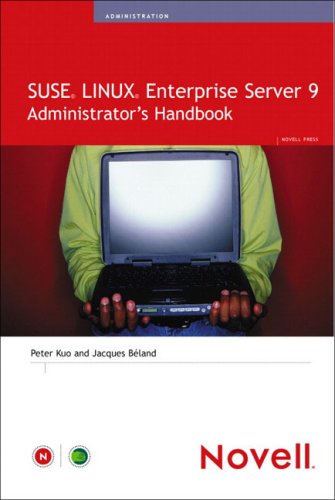 ADMINISTRATION
SUSE® LINUX® Enterprise Server 9
Administrator's Handbook
NOVELL PRESS
Peter Kuo and Jacques Béland
N
Novell®